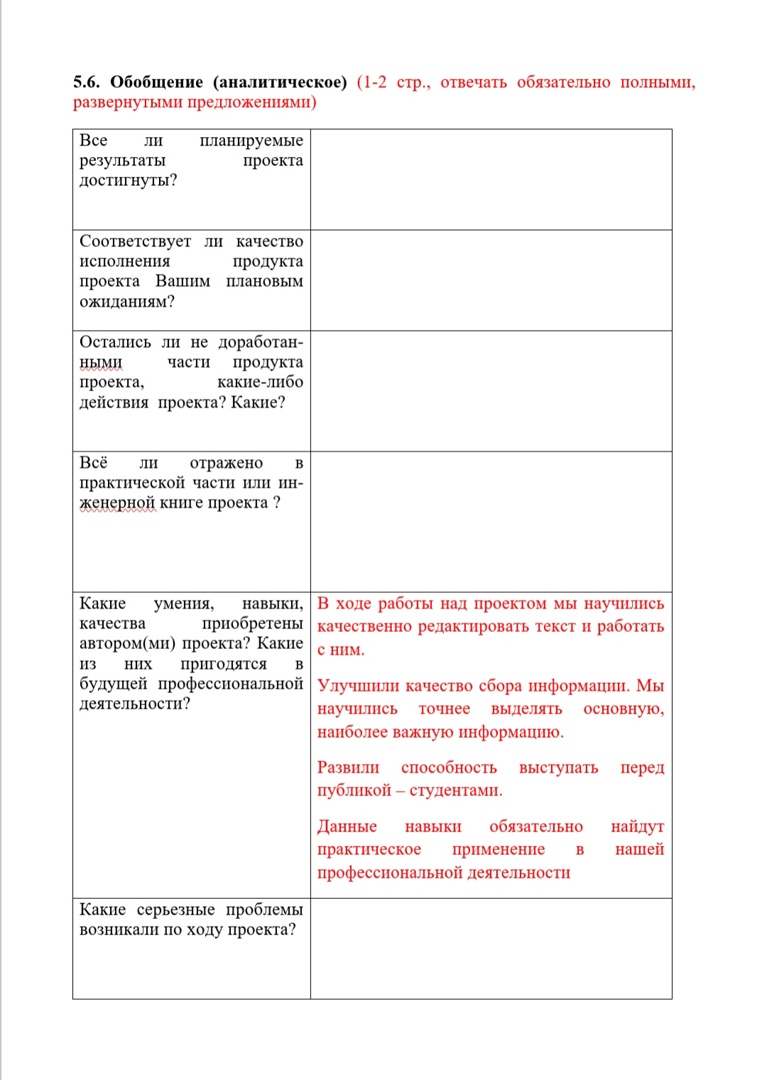 5.6. Обобщение (аналитическое) (1-2 стр., отвечать обязательно полными,
развернутыми предложениями)
Все ли планируемые
результаты проекта
достигнуты?
Соответствует ли качество
исполнения продукта
проекта Вашим плановым
ожиданиям?
Остались ли не доработан-
ными части продукта
проекта, какие-либо
действия проекта? Какие?
Всё ли отражено в
практической части или ин-
женерной книге проекта ?
Какие умения, навыки,
качества приобретены
автором(ми) проекта? Какие
из них пригодятся в
будущей профессиональной
деятельности?
В ходе работы над проектом мы научились
качественно редактировать текст и работать
с ним.
Улучшили качество сбора информации. Мы
научились точнее выделять основную,
наиболее важную информацию.
Развили способность выступать перед
публикой – студентами.
Данные навыки обязательно найдут
практическое применение в нашей
профессиональной деятельности
Какие серьезные проблемы
возникали по ходу проекта?